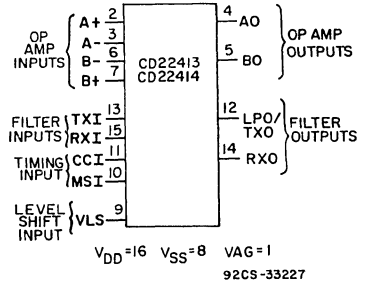 OP AMP INPUTS
A+ 2
A- 3
B- 6
B+ 7
FILTER INPUTS
TXI 13
RXI 15
TIMING INPUT
CCI 11
MSI 10
LEVEL SHIFT INPUT
VLS 9
CD22413
CD22414
4 AO
5 BO
OP AMP OUTPUTS
12 LPO/TXO
14 RXO
FILTER OUTPUTS
VDD=16 VSS=8 VAG=1
92CS-33227